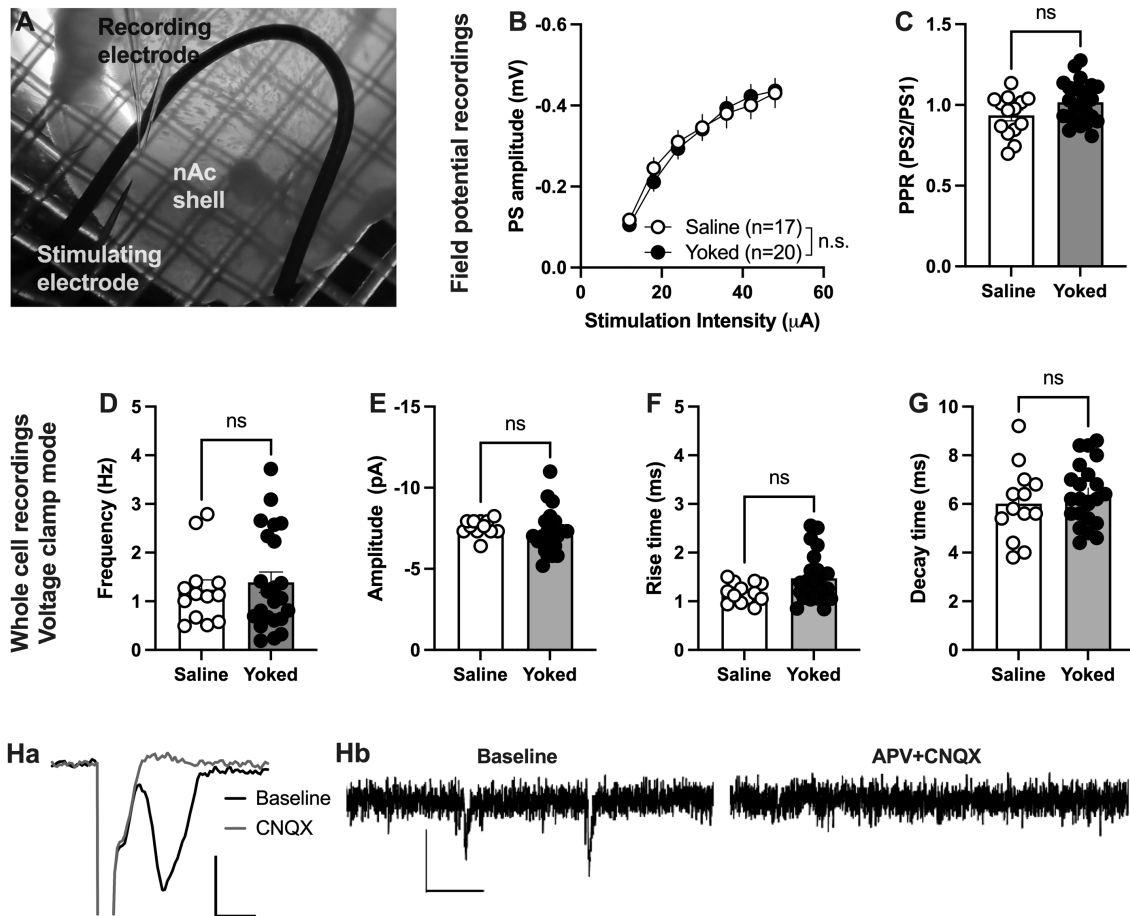 A
Recording
electrode
nAc
shell
Stimulating
electrode
Field potential recordings
B
-0.6
-0.4
-0.2
0.0
PS amplitude (mV)
Saline (n=17)
Yoked (n=20)
n.s.
0 20 40 60
Stimulation Intensity (μA)
C
ns
1.5
1.0
0.5
0.0
PPR (PS2/PS1)
Saline Yoked
Whole cell recordings
Voltage clamp mode
D
ns
5
4
3
2
1
0
Frequency (Hz)
Saline Yoked
E
ns
-15
-10
-5
0
Amplitude (pA)
Saline Yoked
F
ns
5
4
3
2
1
0
Rise time (ms)
Saline Yoked
G
ns
10
8
6
4
2
0
Decay time (ms)
Saline Yoked
Ha
Baseline
CNQX
Hb
Baseline
APV+CNQX